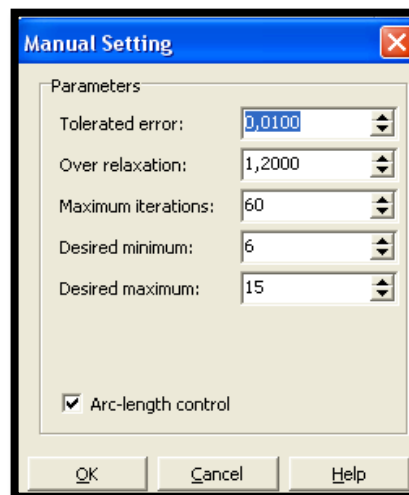 Manual Setting
Parameters
Tolerated error: 0,0100
Over relaxation: 1,2000
Maximum iterations: 60
Desired minimum: 6
Desired maximum: 15
Arc-length control
OK Cancel Help